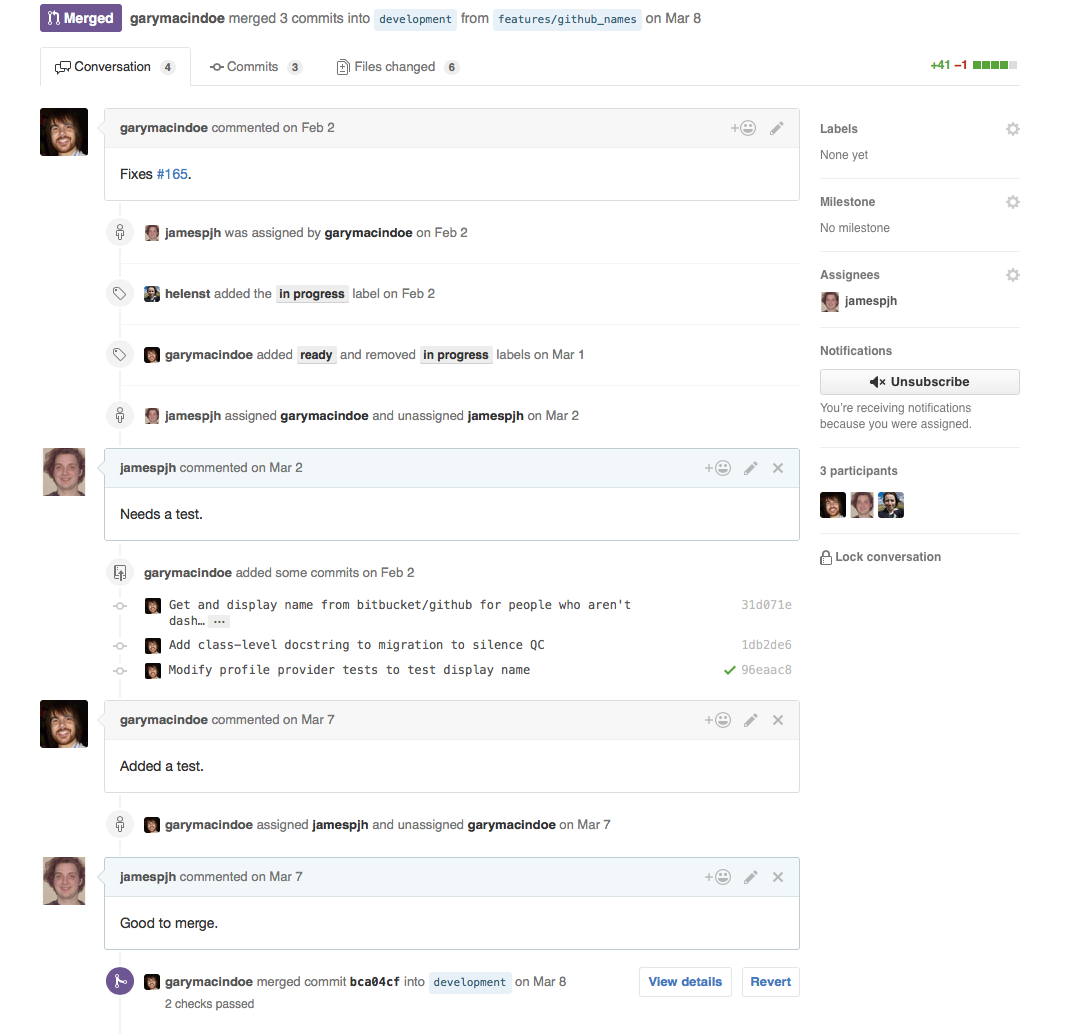 Merged garymacindoe merged 3 commits into development from features/github_names on Mar 8
Conversation 4 Commits 3 Files changed 6 +41 −1
garymacindoe commented on Feb 2
Fixes #165.
jamespjh was assigned by garymacindoe on Feb 2
helenst added the in progress label on Feb 2
garymacindoe added ready and removed in progress labels on Mar 1
jamespjh assigned garymacindoe and unassigned jamespjh on Mar 2
jamespjh commented on Mar 2
Needs a test.
garymacindoe added some commits on Feb 2
Get and display name from bitbucket/github for people who aren't 31d071e
dash… …
Add class-level docstring to migration to silence QC 1db2de6
Modify profile provider tests to test display name 96eaac8
garymacindoe commented on Mar 7
Added a test.
garymacindoe assigned jamespjh and unassigned garymacindoe on Mar 7
jamespjh commented on Mar 7
Good to merge.
garymacindoe merged commit bca04cf into development on Mar 8 View details Revert
2 checks passed
Labels
None yet
Milestone
No milestone
Assignees
jamespjh
Notifications
Unsubscribe
You're receiving notifications
because you were assigned.
3 participants
Lock conversation